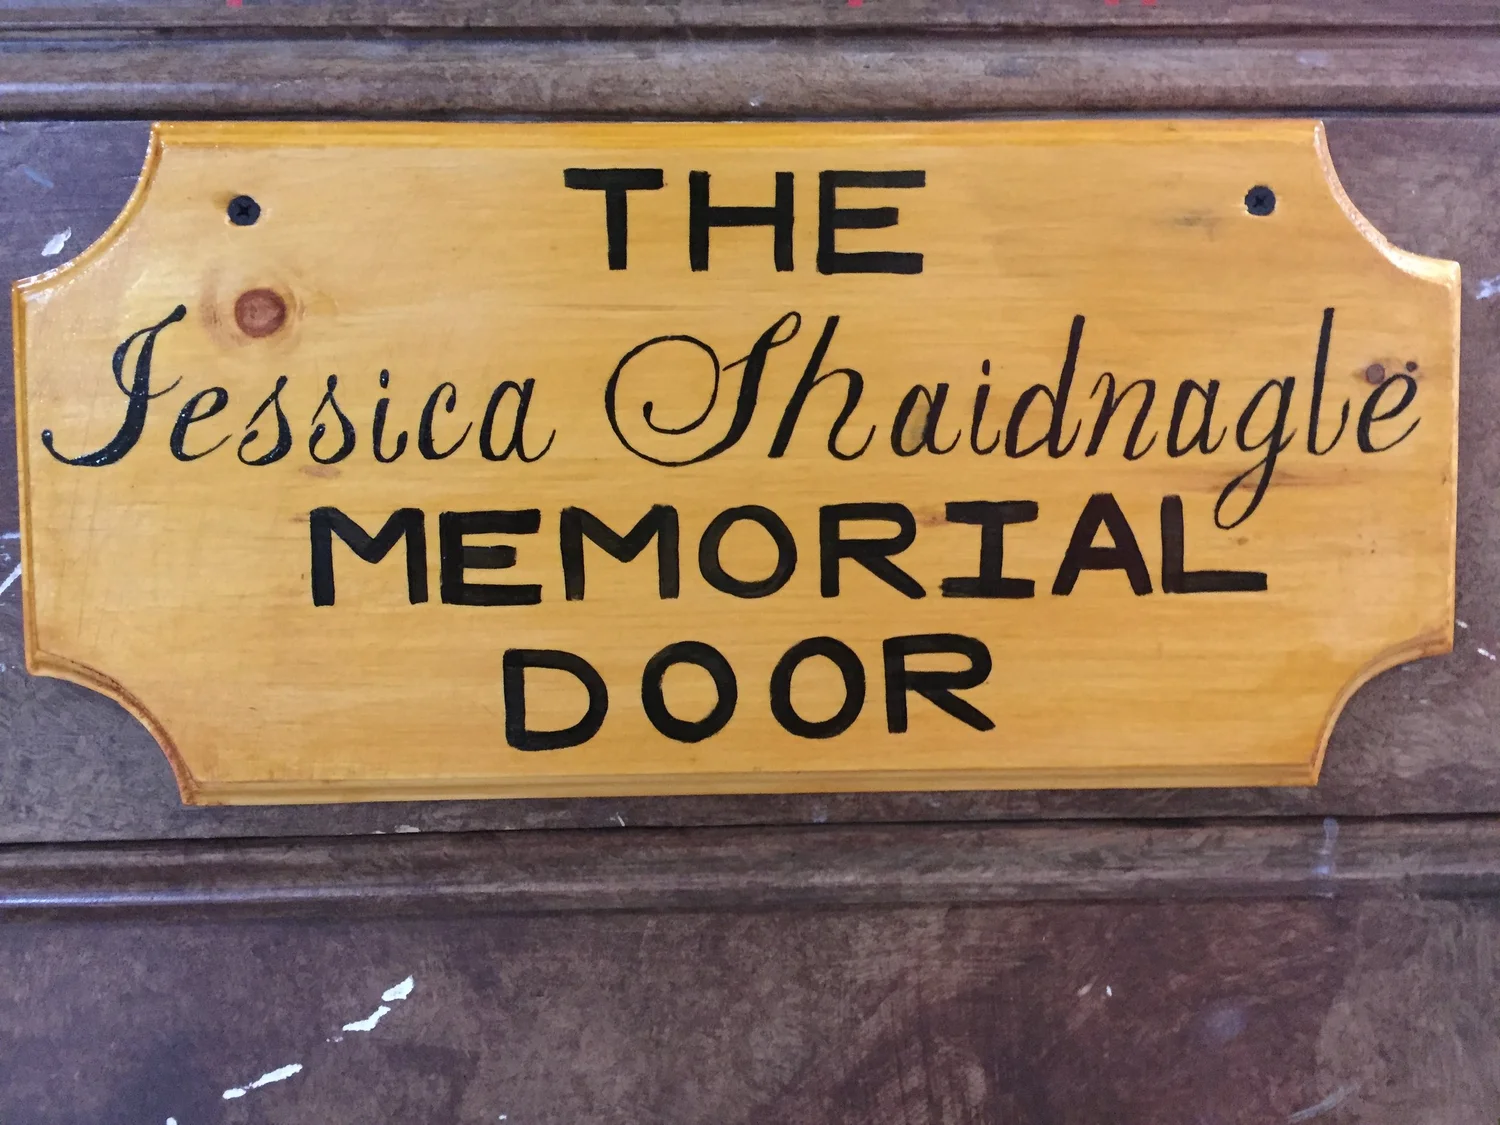 THE
Jessica Shaidnaglë
MEMORIAL
DOOR